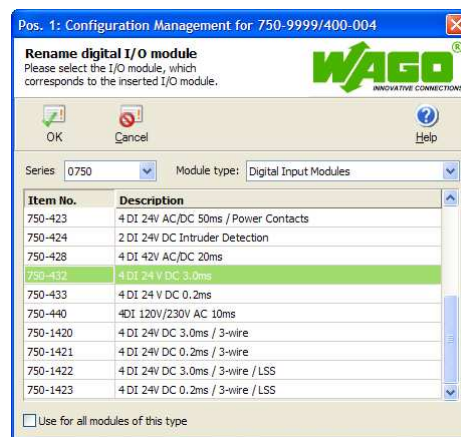 Pos. 1: Configuration Management for 750-9999/400-004
Rename digital I/O module
Please select the I/O module, which
corresponds to the inserted I/O module.
WAGO®
INNOVATIVE CONNECTIONS
OK Cancel Help
Series 0750 Module type: Digital Input Modules
Item No. Description
750-423 4 DI 24V AC/DC 50ms / Power Contacts
750-424 2 DI 24V DC Intruder Detection
750-428 4 DI 42V AC/DC 20ms
750-432 4 DI 24 V DC 3.0ms
750-433 4 DI 24 V DC 0.2ms
750-440 4DI 120V/230V AC 10ms
750-1420 4 DI 24V DC 3.0ms / 3-wire
750-1421 4 DI 24V DC 0.2ms / 3-wire
750-1422 4 DI 24V DC 3.0ms / 3-wire / LSS
750-1423 4 DI 24V DC 0.2ms / 3-wire / LSS
Use for all modules of this type